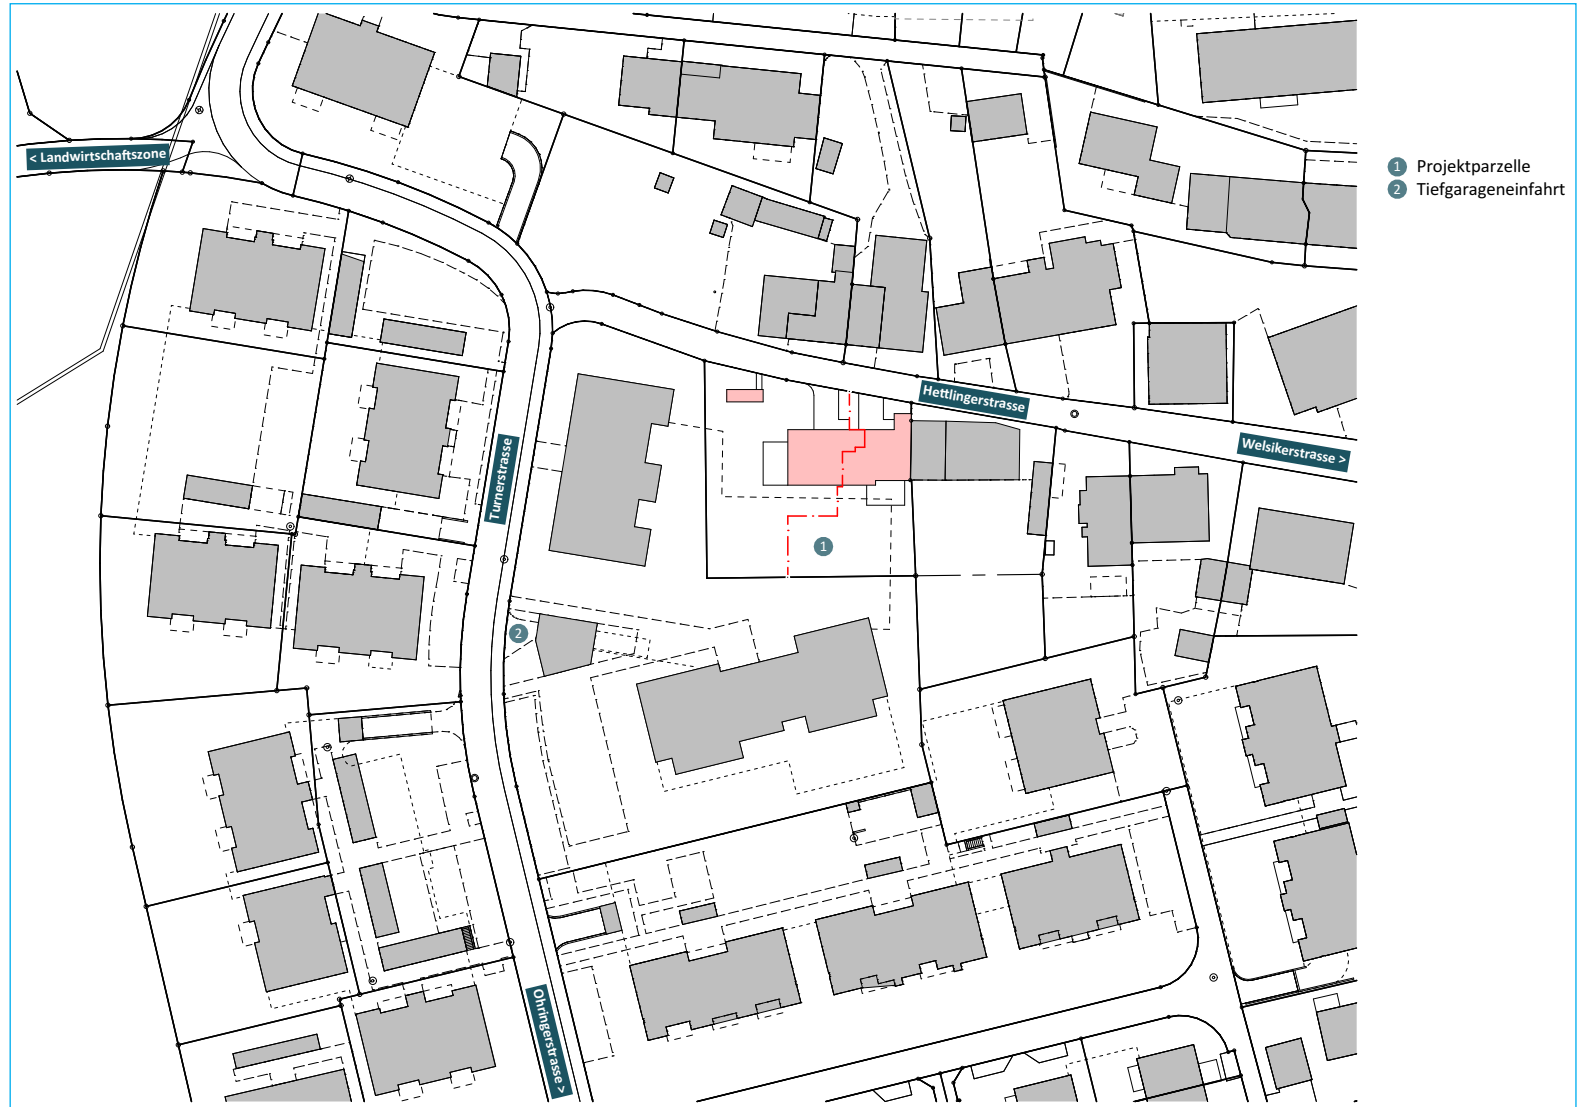 < Landwirtschaftszone
1 Projektparzelle
2 Tiefgarageneinfahrt
Hettlingerstrasse
Welsikerstrasse >
Turnerstrasse
1
2
Ohringerstrasse >